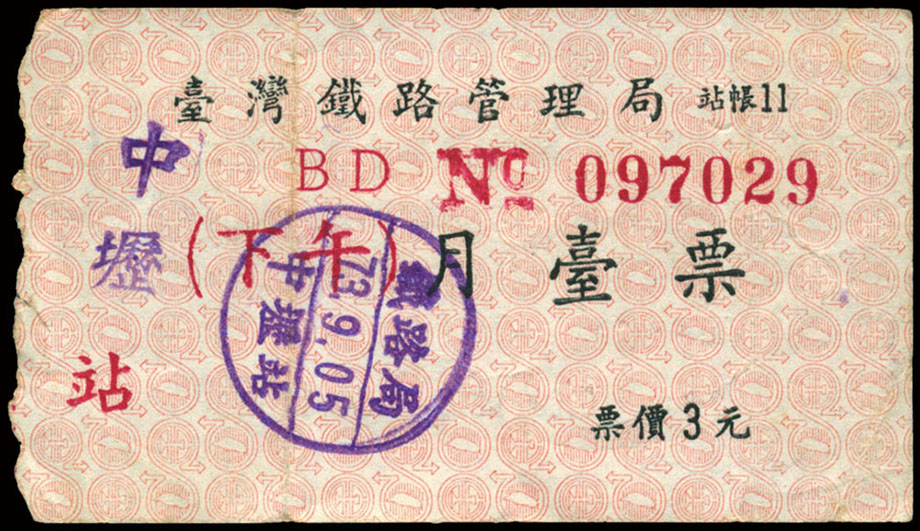 臺灣鐵路管理局 站帳11
中壢站
BD No 097029
(下午)月臺票
鐵路局
73.9.05
中壢站
票價3元